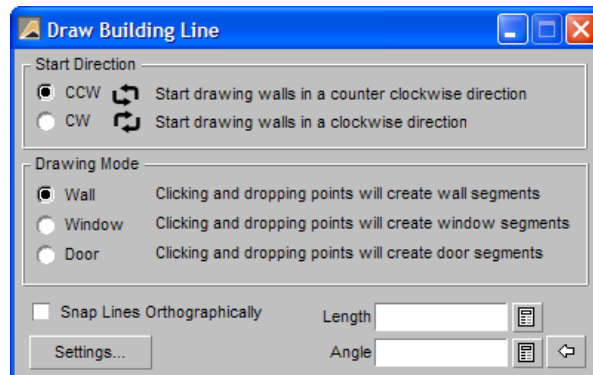 Draw Building Line
Start Direction
CCW Start drawing walls in a counter clockwise direction
CW Start drawing walls in a clockwise direction
Drawing Mode
Wall Clicking and dropping points will create wall segments
Window Clicking and dropping points will create window segments
Door Clicking and dropping points will create door segments
Snap Lines Orthographically Length
Settings... Angle